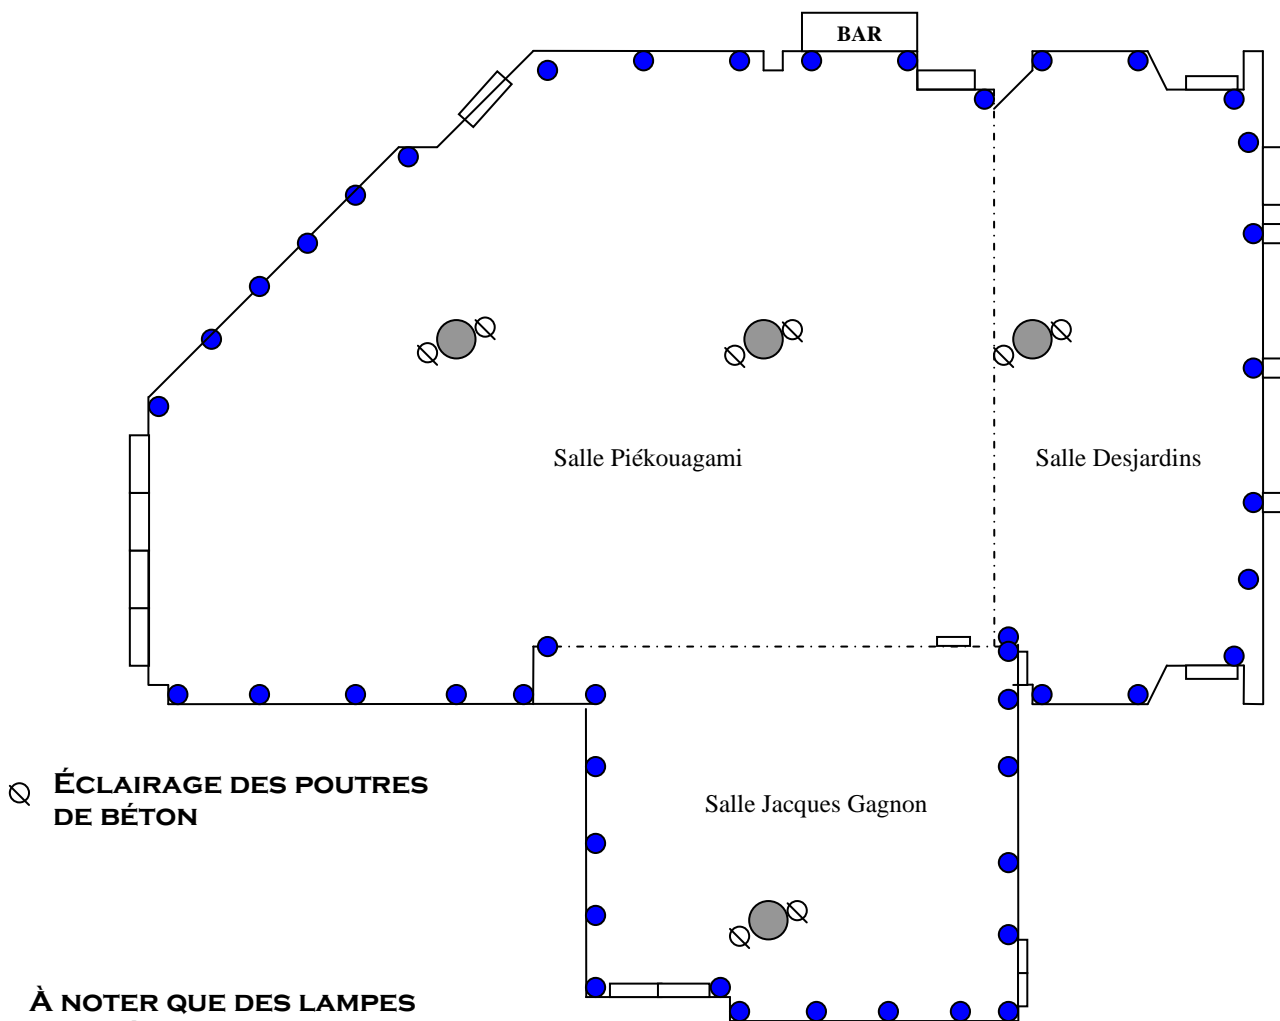 BAR
Salle Piékouagami
Salle Desjardins
ÉCLAIRAGE DES POUTRES
DE BÉTON
Salle Jacques Gagnon
À NOTER QUE DES LAMPES